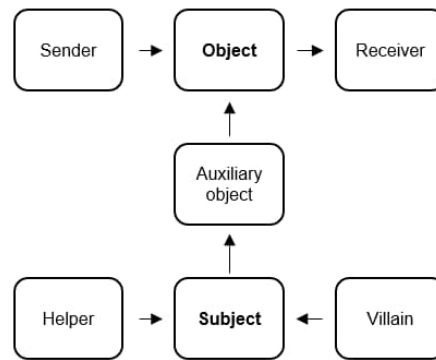 Sender
Object
Receiver
Auxiliary
object
Helper
Subject
Villain